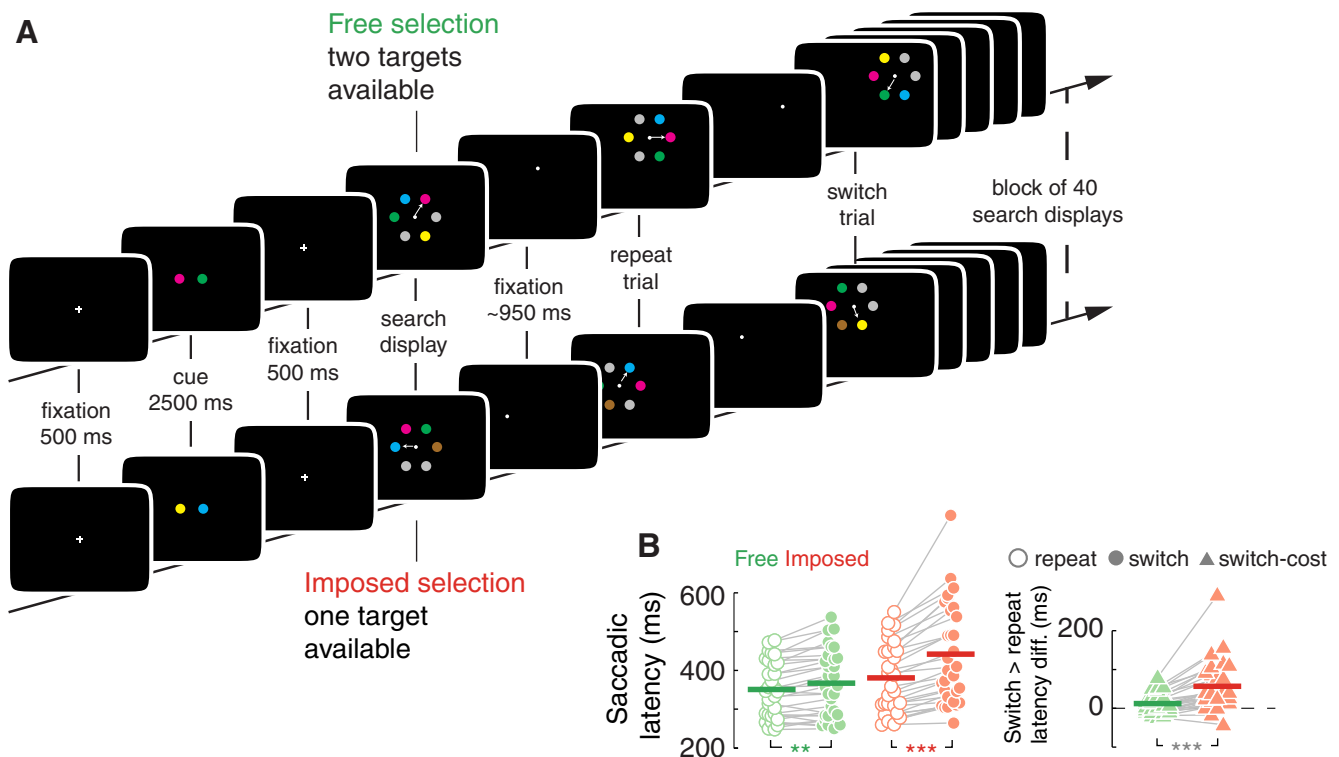 A
Free selection
two targets
available
fixation
500 ms
cue
2500 ms
fixation
500 ms
search
display
fixation
~950 ms
repeat
trial
switch
trial
block of 40
search displays
Imposed selection
one target
available
B
Free Imposed
repeat switch switch-cost
Saccadic
latency (ms)
600
400
200
**
***
Switch > repeat
latency diff. (ms)
200
0
***